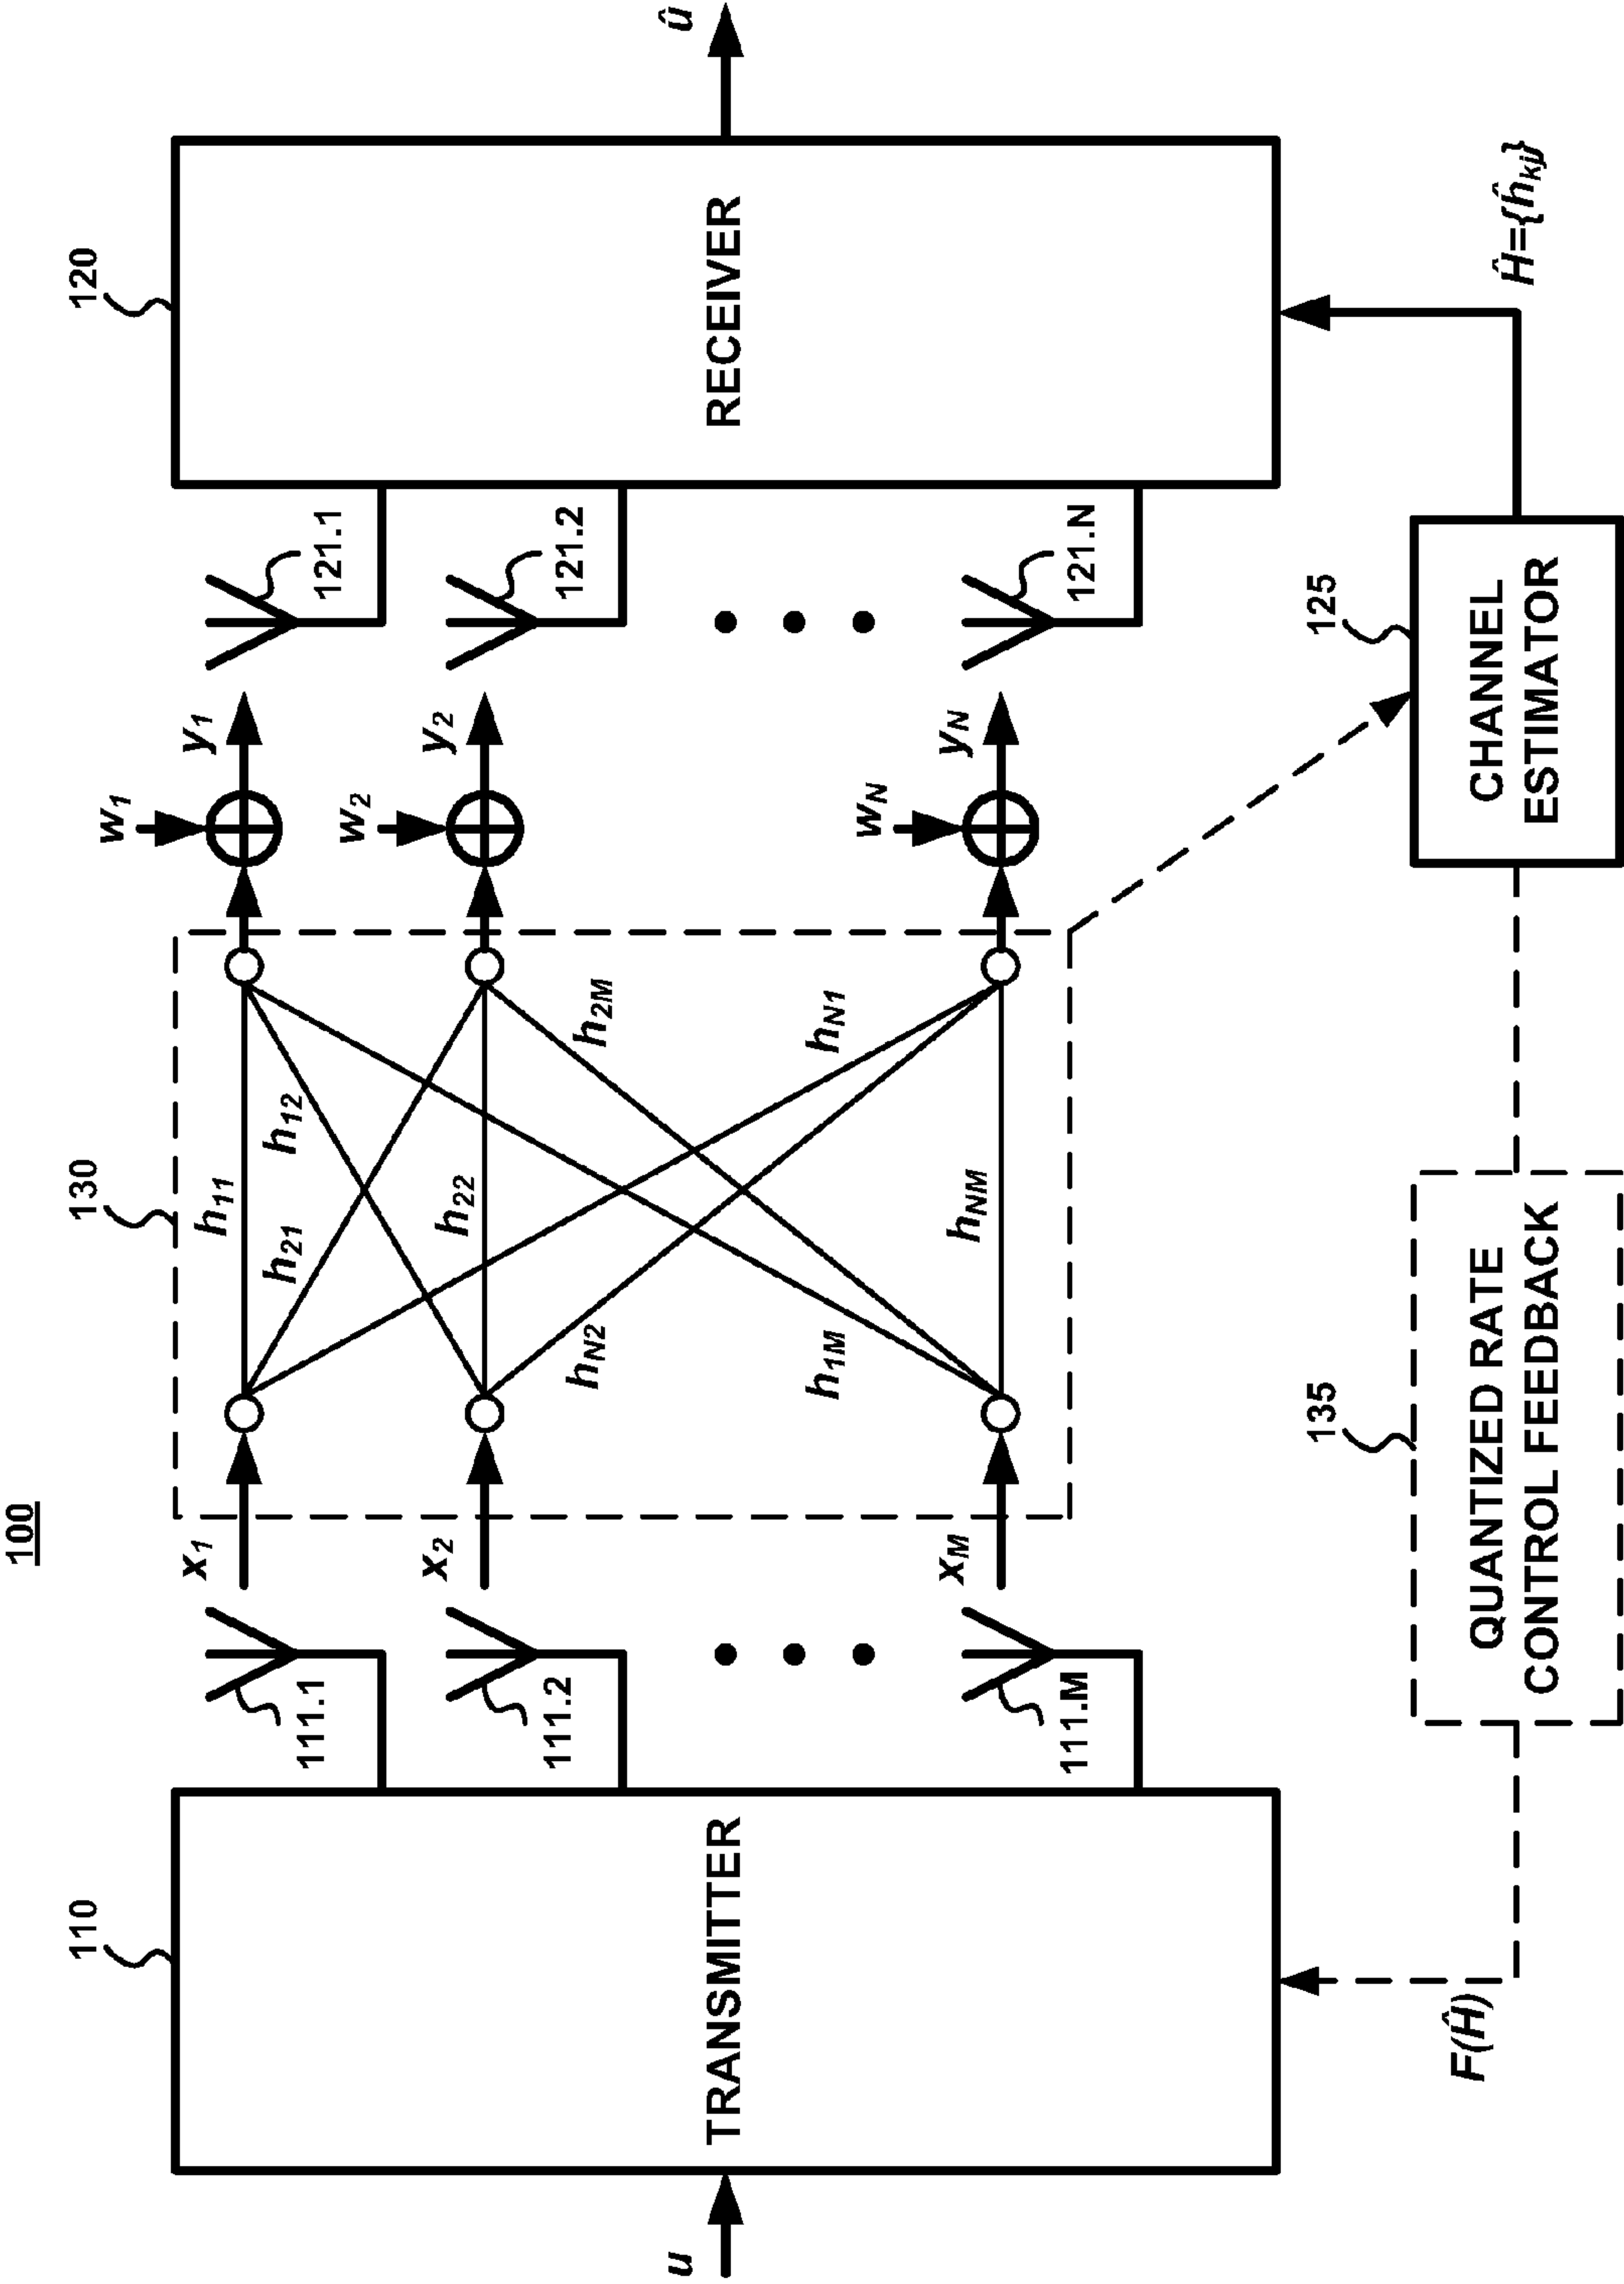 100
110
130
120
u
TRANSMITTER
111.1
111.2
111.M
x1
x2
xM
h11
h12
h21
h22
h2M
hN2
hN1
h1M
hNM
w1
w2
wN
y1
y2
yN
121.1
121.2
121.N
RECEIVER
û
F(Ĥ)
135
QUANTIZED RATE
CONTROL FEEDBACK
125
CHANNEL
ESTIMATOR
Ĥ={ĥkj}